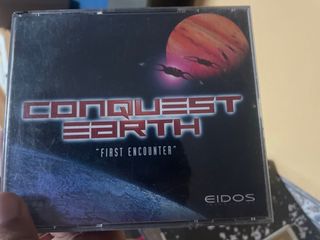 CONQUEST
EARTH
"FIRST ENCOUNTER"
EIDOS